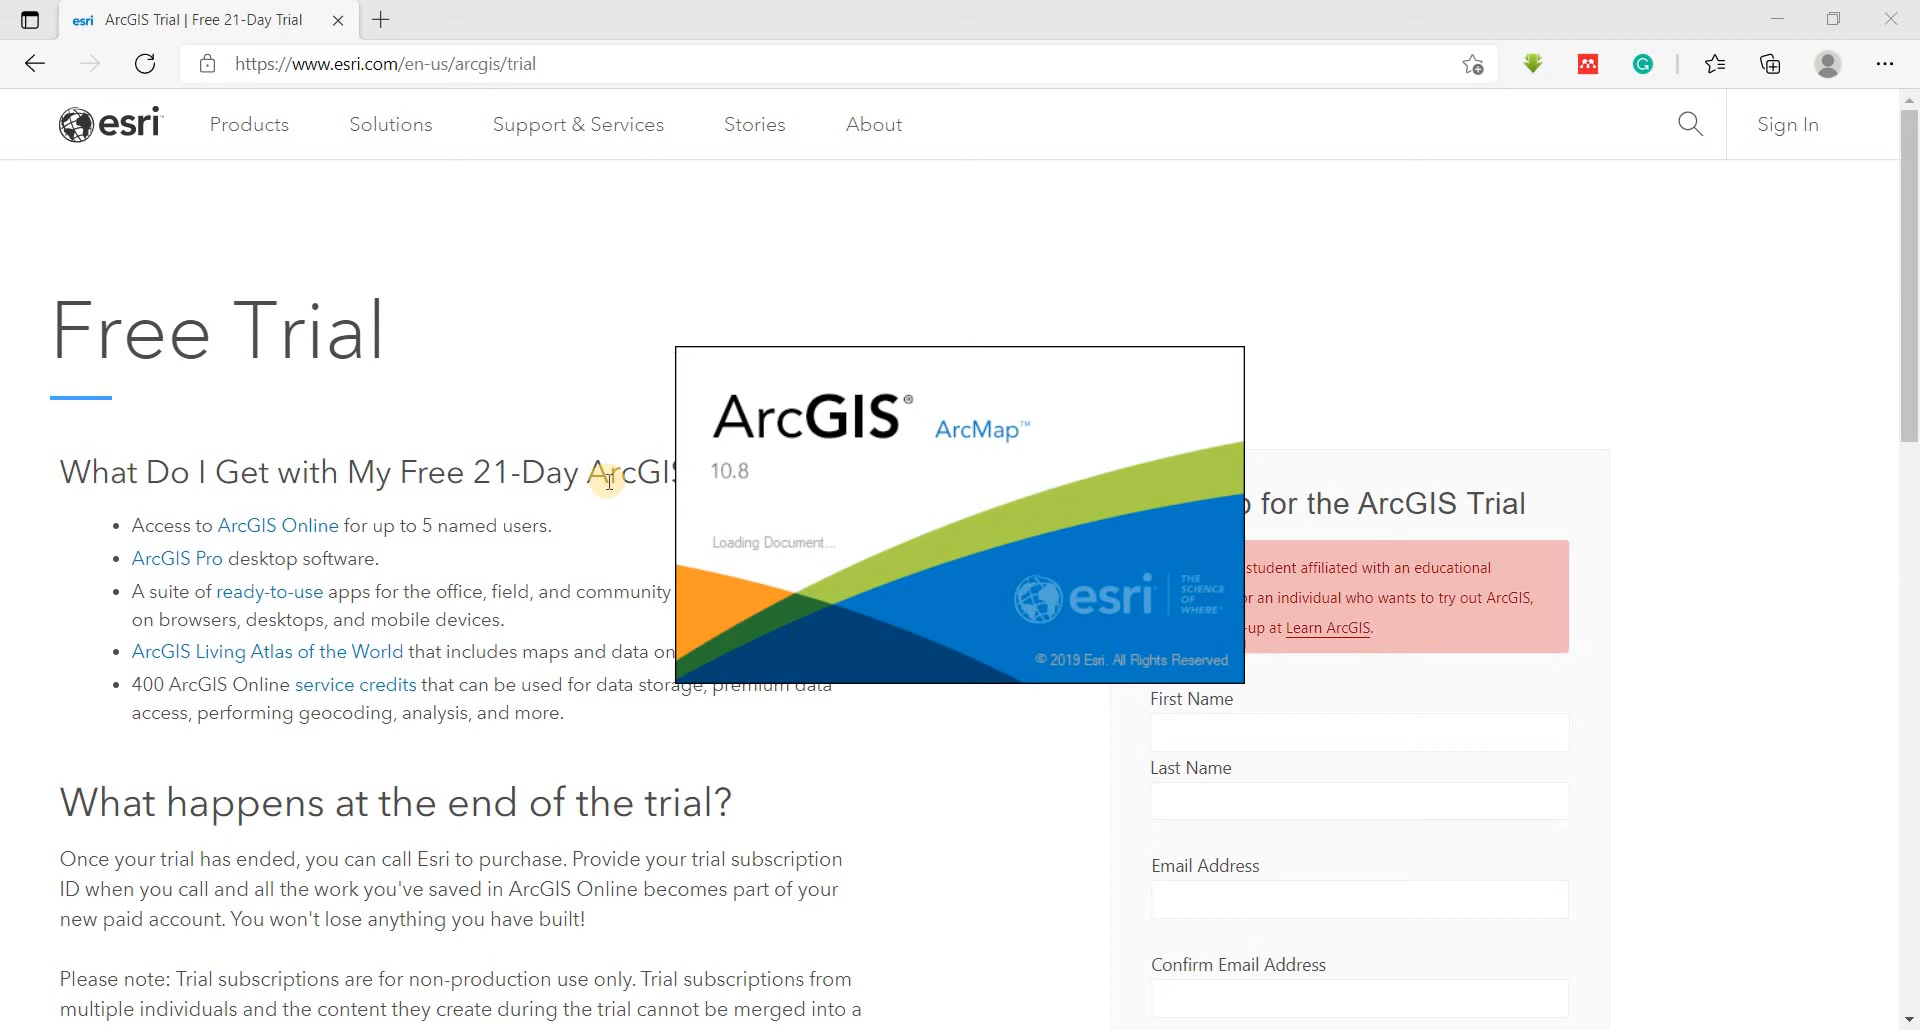 esri ArcGIS Trial | Free 21-Day Trial
https://www.esri.com/en-us/arcgis/trial
esri Products Solutions Support & Services Stories About Sign In
Free Trial
What Do I Get with My Free 21-Day ArcGIS
• Access to ArcGIS Online for up to 5 named users.
• ArcGIS Pro desktop software.
• A suite of ready-to-use apps for the office, field, and community
on browsers, desktops, and mobile devices.
• ArcGIS Living Atlas of the World that includes maps and data on
• 400 ArcGIS Online service credits that can be used for data storage, premium data
access, performing geocoding, analysis, and more.
What happens at the end of the trial?
Once your trial has ended, you can call Esri to purchase. Provide your trial subscription
ID when you call and all the work you've saved in ArcGIS Online becomes part of your
new paid account. You won't lose anything you have built!
Please note: Trial subscriptions are for non-production use only. Trial subscriptions from
multiple individuals and the content they create during the trial cannot be merged into a
ArcGIS® ArcMap™
10.8
Loading Document...
esri THE
SCIENCE
OF
WHERE™
© 2019 Esri. All Rights Reserved
for the ArcGIS Trial
student affiliated with an educational
or an individual who wants to try out ArcGIS,
-up at Learn ArcGIS.
First Name
Last Name
Email Address
Confirm Email Address